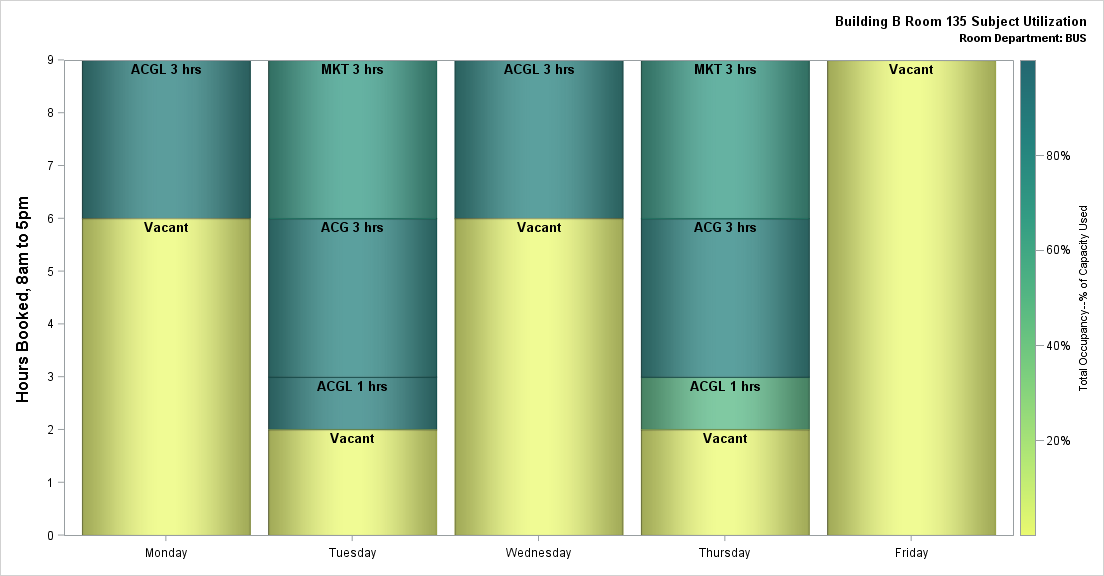 Building B Room 135 Subject Utilization
Room Department: BUS
Hours Booked, 8am to 5pm
9
8
7
6
5
4
3
2
1
0
ACGL 3 hrs
Vacant
MKT 3 hrs
ACG 3 hrs
ACGL 1 hrs
Vacant
ACGL 3 hrs
Vacant
MKT 3 hrs
ACG 3 hrs
ACGL 1 hrs
Vacant
Vacant
Monday
Tuesday
Wednesday
Thursday
Friday
80%
60%
40%
20%
Total Occupancy--% of Capacity Used